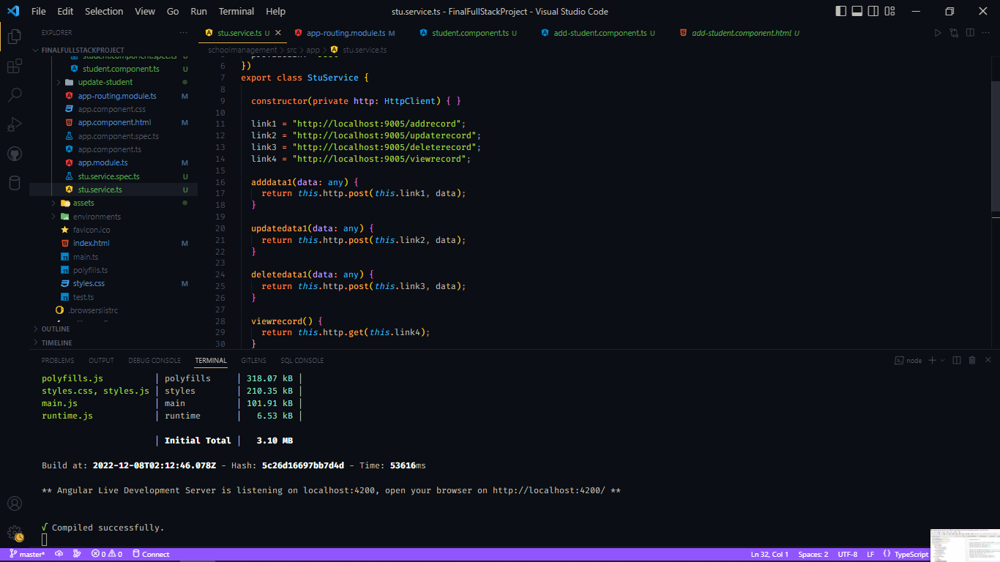 File Edit Selection View Go Run Terminal Help
stu.service.ts - FinalFullStackProject - Visual Studio Code
EXPLORER
stu.service.ts U
app-routing.module.ts M
student.component.ts U
add-student.component.ts U
add-student.component.html U
FINALFULLSTACKPROJECT
schoolmanagement > src > app > stu.service.ts
student.component.spec.ts U
student.component.ts U
update-student
app-routing.module.ts M
app.component.css
app.component.html M
app.component.spec.ts
app.component.ts
app.module.ts M
stu.service.spec.ts U
stu.service.ts U
assets
environments
favicon.ico
index.html M
main.ts
polyfills.ts
styles.css M
test.ts
.browserslistrc
OUTLINE
TIMELINE
6 })
7 export class StuService {
8
9 constructor(private http: HttpClient) { }
10
11 link1 = "http://localhost:9005/addrecord";
12 link2 = "http://localhost:9005/updaterecord";
13 link3 = "http://localhost:9005/deleterecord";
14 link4 = "http://localhost:9005/viewrecord";
15
16 adddata1(data: any) {
17 return this.http.post(this.link1, data);
18 }
19
20 updatedata1(data: any) {
21 return this.http.post(this.link2, data);
22 }
23
24 deletedata1(data: any) {
25 return this.http.post(this.link3, data);
26 }
27
28 viewrecord() {
29 return this.http.get(this.link4);
30 }
PROBLEMS OUTPUT DEBUG CONSOLE TERMINAL GITLENS SQL CONSOLE
node
polyfills.js | polyfills | 318.07 kB |
styles.css, styles.js | styles | 210.35 kB |
main.js | main | 101.91 kB |
runtime.js | runtime | 6.53 kB |
| Initial Total | 3.10 MB
Build at: 2022-12-08T02:12:46.078Z - Hash: 5c26d16697bb7d4d - Time: 53616ms
** Angular Live Development Server is listening on localhost:4200, open your browser on http://localhost:4200/ **
√ Compiled successfully.
master* 0 0 Connect
Ln 32, Col 1 Spaces: 2 UTF-8 LF {} TypeScript